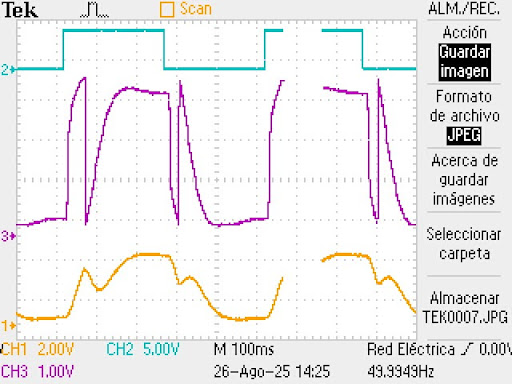 Tek
Scan
ALM./REC.
Acción
Guardar
imagen
Formato
de archivo
JPEG
Acerca de
guardar
imágenes
Seleccionar
carpeta
Almacenar
TEK0007.JPG
2
3
1
CH1 2.00V CH2 5.00V M 100ms Red Eléctrica / 0.00V
CH3 1.00V 26-Ago-25 14:25 49.9949Hz